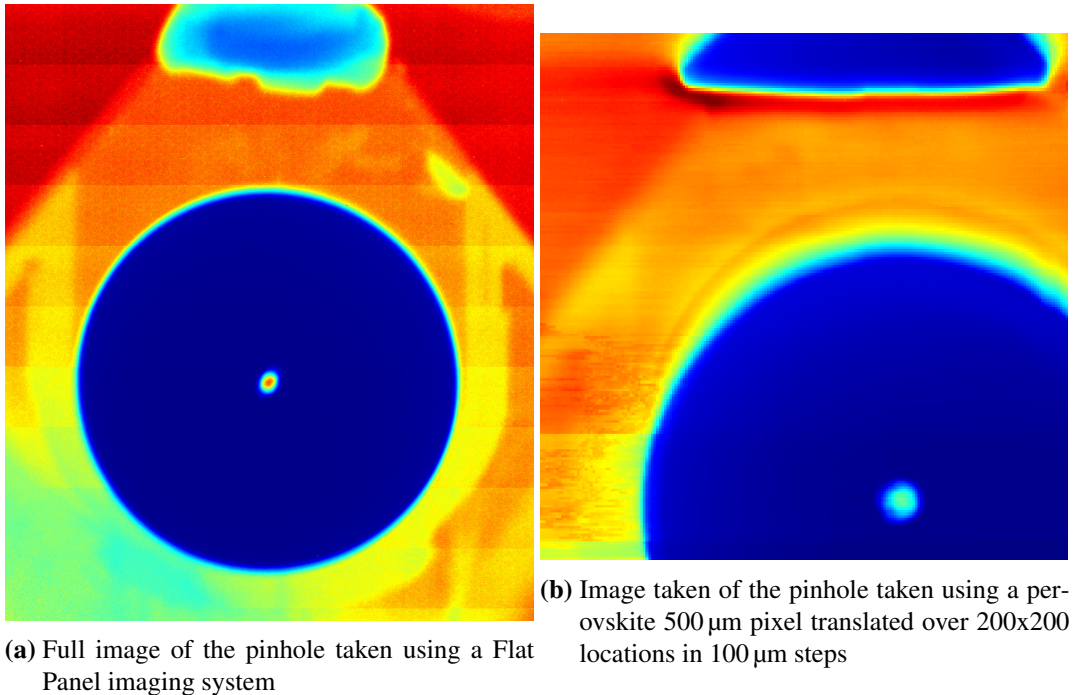 (a) Full image of the pinhole taken using a Flat
Panel imaging system
(b) Image taken of the pinhole taken using a per-
ovskite 500 µm pixel translated over 200x200
locations in 100 µm steps